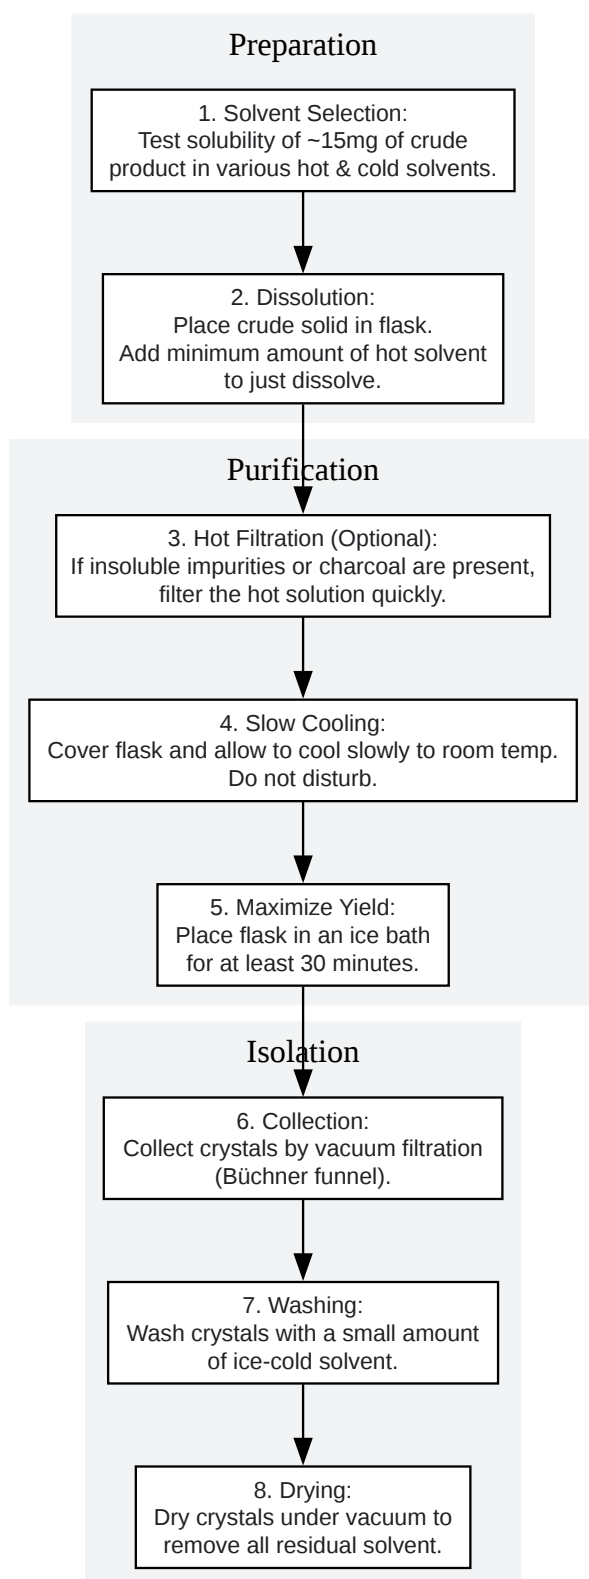 Preparation
1. Solvent Selection:
Test solubility of ~15mg of crude
product in various hot & cold solvents.
2. Dissolution:
Place crude solid in flask.
Add minimum amount of hot solvent
to just dissolve.
Purification
3. Hot Filtration (Optional):
If insoluble impurities or charcoal are present,
filter the hot solution quickly.
4. Slow Cooling:
Cover flask and allow to cool slowly to room temp.
Do not disturb.
5. Maximize Yield:
Place flask in an ice bath
for at least 30 minutes.
Isolation
6. Collection:
Collect crystals by vacuum filtration
(Büchner funnel).
7. Washing:
Wash crystals with a small amount
of ice-cold solvent.
8. Drying:
Dry crystals under vacuum to
remove all residual solvent.